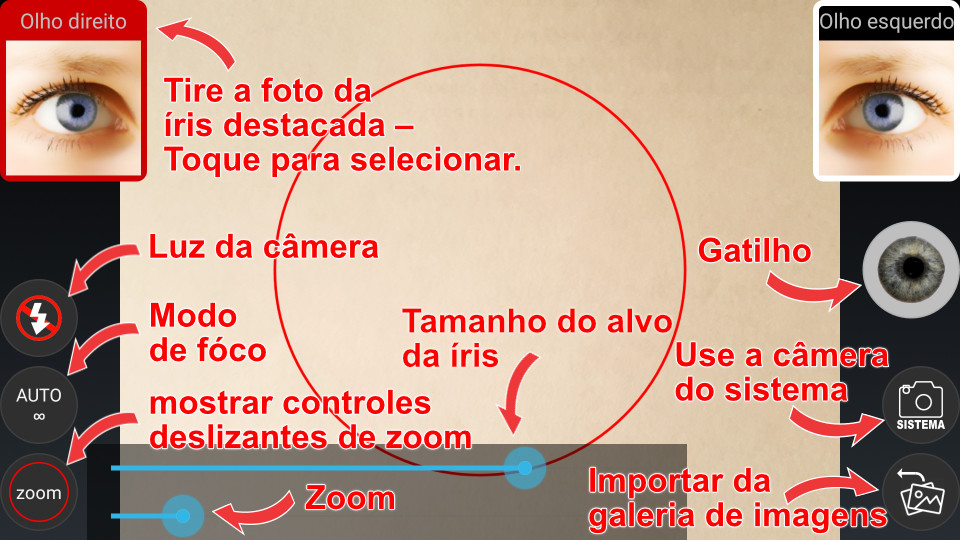 Olho direito
Olho esquerdo
Tire a foto da
íris destacada –
Toque para selecionar.
Luz da câmera
Gatilho
Modo
de fóco
Tamanho do alvo
da íris
Use a câmera
do sistema
AUTO
∞
SISTEMA
mostrar controles
deslizantes de zoom
zoom
Zoom
Importar da
galeria de imagens